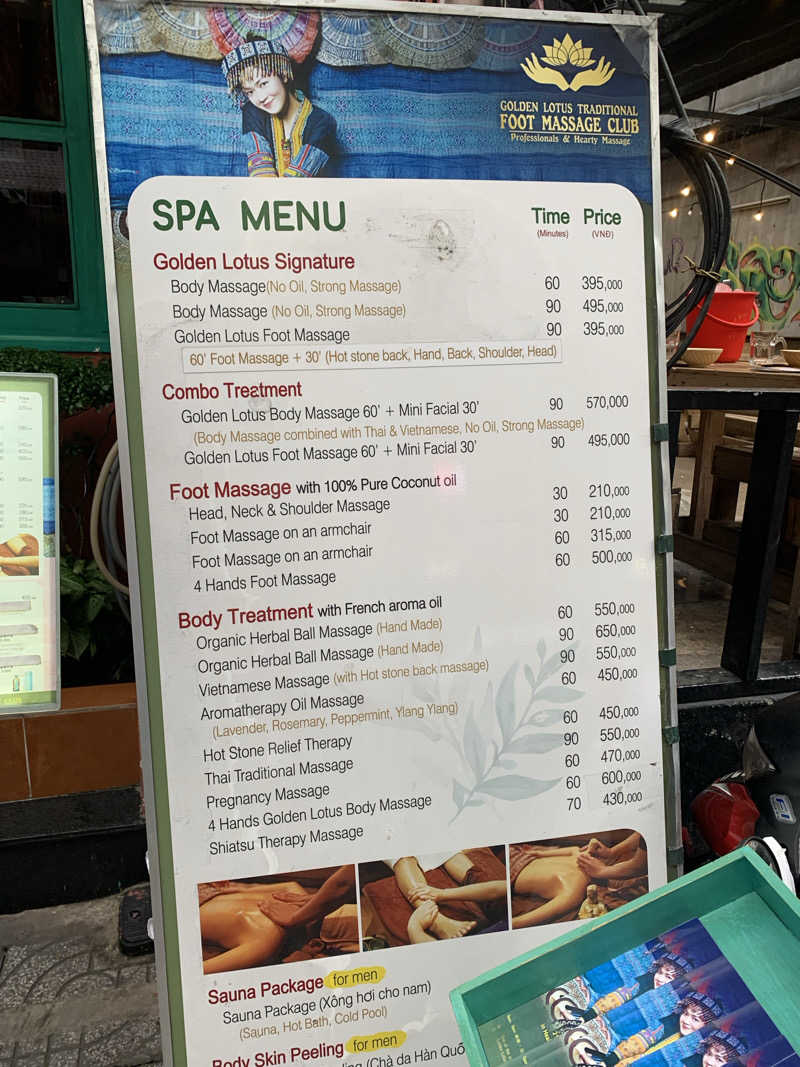 GOLDEN LOTUS TRADITIONAL
FOOT MASSAGE CLUB
Professionals & Hearty Massage
SPA MENU
Time Price
(Minutes) (VNĐ)
Golden Lotus Signature
Body Massage(No Oil, Strong Massage) 60 395,000
Body Massage (No Oil, Strong Massage) 90 495,000
Golden Lotus Foot Massage 90 395,000
60' Foot Massage + 30' (Hot stone back, Hand, Back, Shoulder, Head)
Combo Treatment
Golden Lotus Body Massage 60' + Mini Facial 30' 90 570,000
(Body Massage combined with Thai & Vietnamese, No Oil, Strong Massage)
Golden Lotus Foot Massage 60' + Mini Facial 30' 90 495,000
Foot Massage with 100% Pure Coconut oil
Head, Neck & Shoulder Massage 30 210,000
Foot Massage on an armchair 30 210,000
Foot Massage on an armchair 60 315,000
4 Hands Foot Massage 60 500,000
Body Treatment with French aroma oil
Organic Herbal Ball Massage (Hand Made) 60 550,000
Organic Herbal Ball Massage (Hand Made) 90 650,000
Vietnamese Massage (with Hot stone back massage) 90 550,000
Aromatherapy Oil Massage 60 450,000
(Lavender, Rosemary, Peppermint, Ylang Ylang)
Hot Stone Relief Therapy 60 450,000
Thai Traditional Massage 90 550,000
Pregnancy Massage 60 470,000
4 Hands Golden Lotus Body Massage 60 600,000
Shiatsu Therapy Massage 70 430,000
Sauna Package for men
Sauna Package (Xông hơi cho nam)
(Sauna, Hot Bath, Cold Pool)
Body Skin Peeling for men
(Chà da Hàn Quố